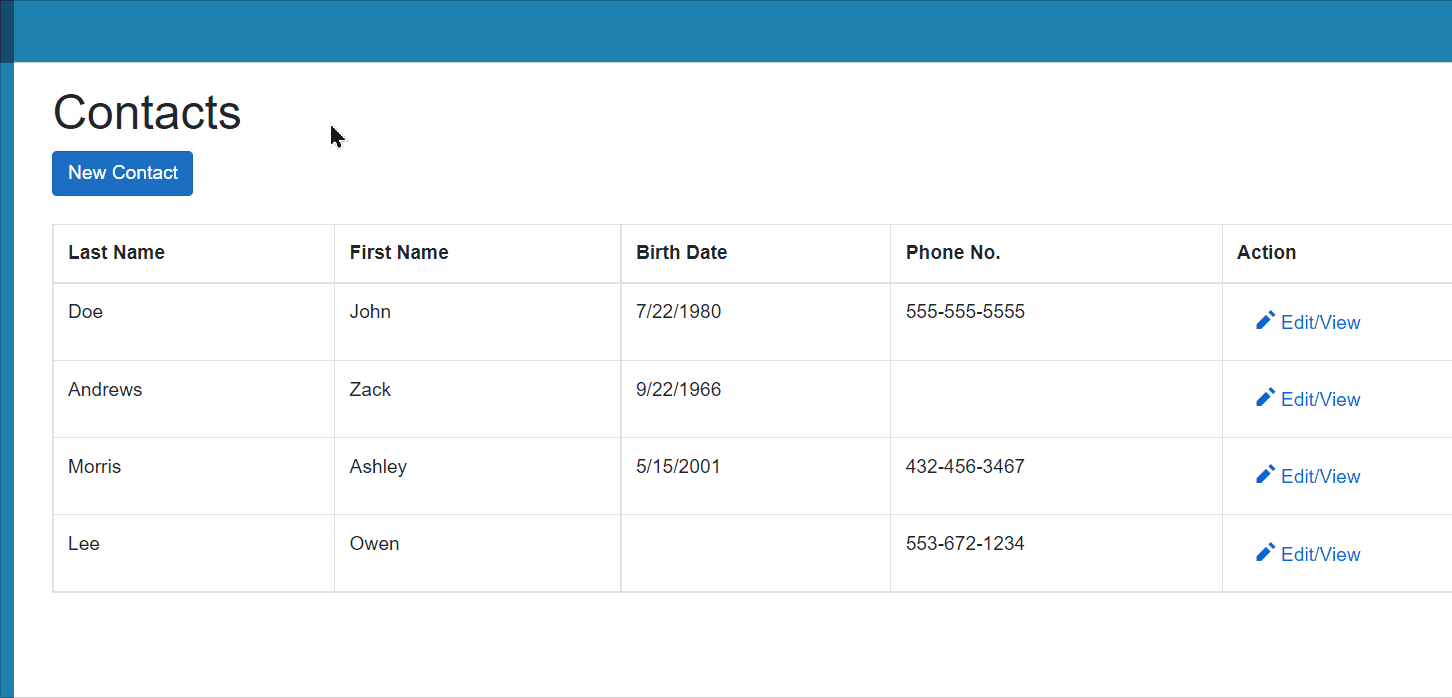 Contacts
New Contact
Last Name First Name Birth Date Phone No. Action
Doe John 7/22/1980 555-555-5555 Edit/View
Andrews Zack 9/22/1966 Edit/View
Morris Ashley 5/15/2001 432-456-3467 Edit/View
Lee Owen 553-672-1234 Edit/View